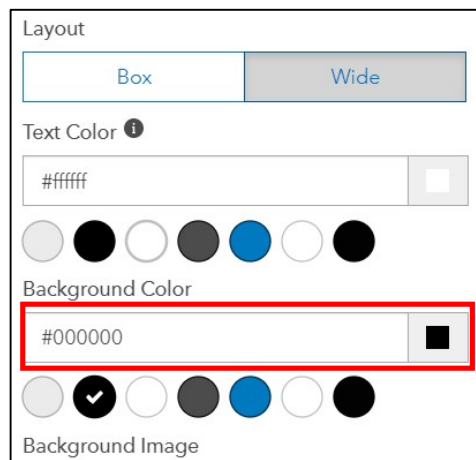 Layout
Box Wide
Text Color
#ffffff
Background Color
#000000
Background Image